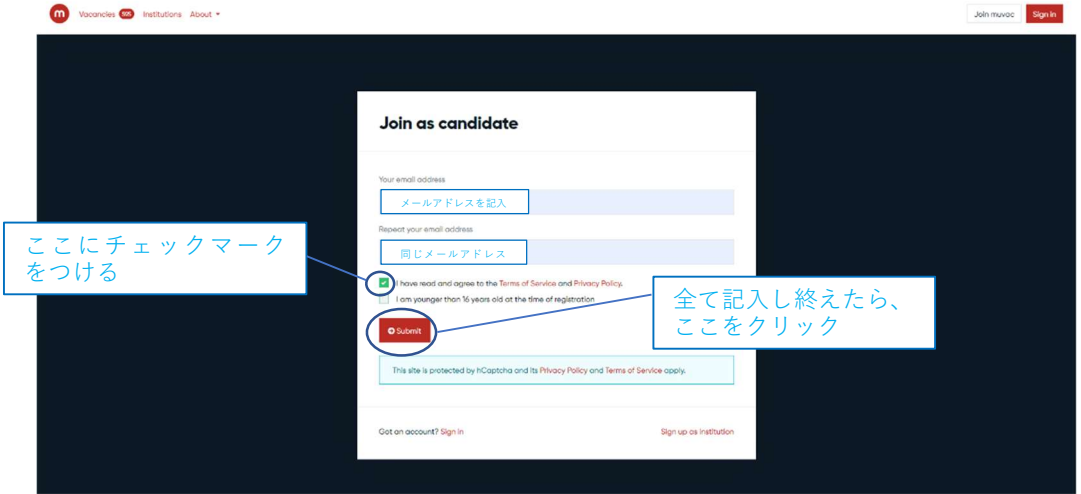 m Vacancies 595 Institutions About Join muvac Sign in
Join as candidate
Your email address
メールアドレスを記入
Repeat your email address
同じメールアドレス
ここにチェックマーク
をつける
I have read and agree to the Terms of Service and Privacy Policy.
I am younger than 16 years old at the time of registration
全て記入し終えたら、
ここをクリック
Submit
This site is protected by hCaptcha and its Privacy Policy and Terms of Service apply.
Got an account? Sign in
Sign up as institution